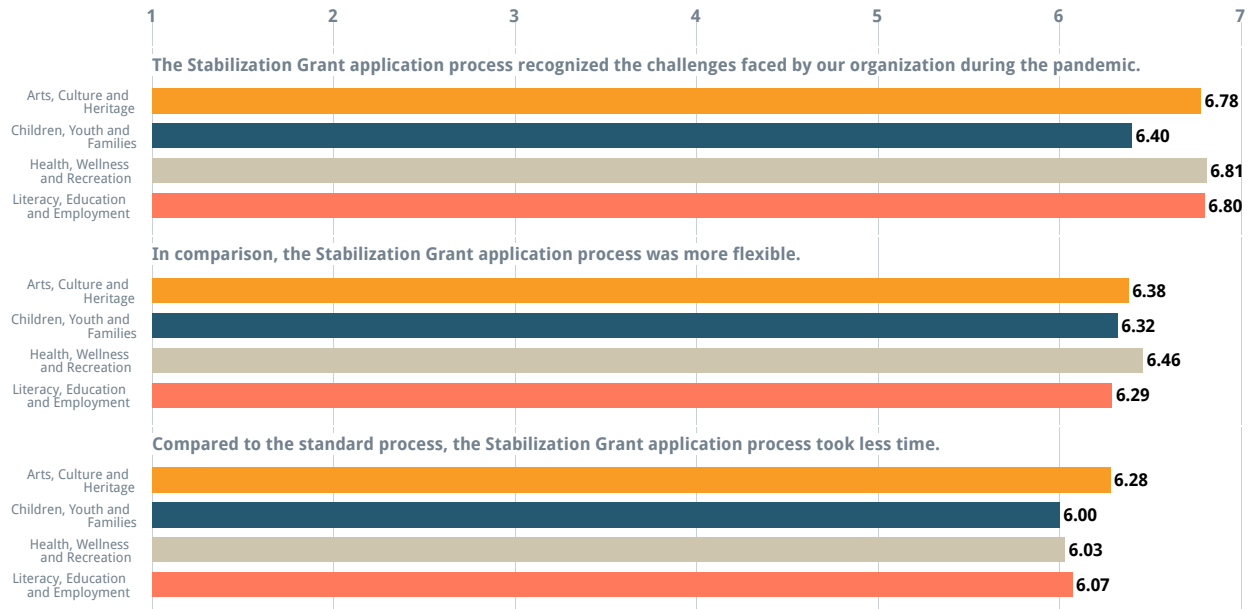 1 2 3 4 5 6 7
The Stabilization Grant application process recognized the challenges faced by our organization during the pandemic.
Arts, Culture and
Heritage
6.78
Children, Youth and
Families
6.40
Health, Wellness
and Recreation
6.81
Literacy, Education
and Employment
6.80
In comparison, the Stabilization Grant application process was more flexible.
Arts, Culture and
Heritage
6.38
Children, Youth and
Families
6.32
Health, Wellness
and Recreation
6.46
Literacy, Education
and Employment
6.29
Compared to the standard process, the Stabilization Grant application process took less time.
Arts, Culture and
Heritage
6.28
Children, Youth and
Families
6.00
Health, Wellness
and Recreation
6.03
Literacy, Education
and Employment
6.07